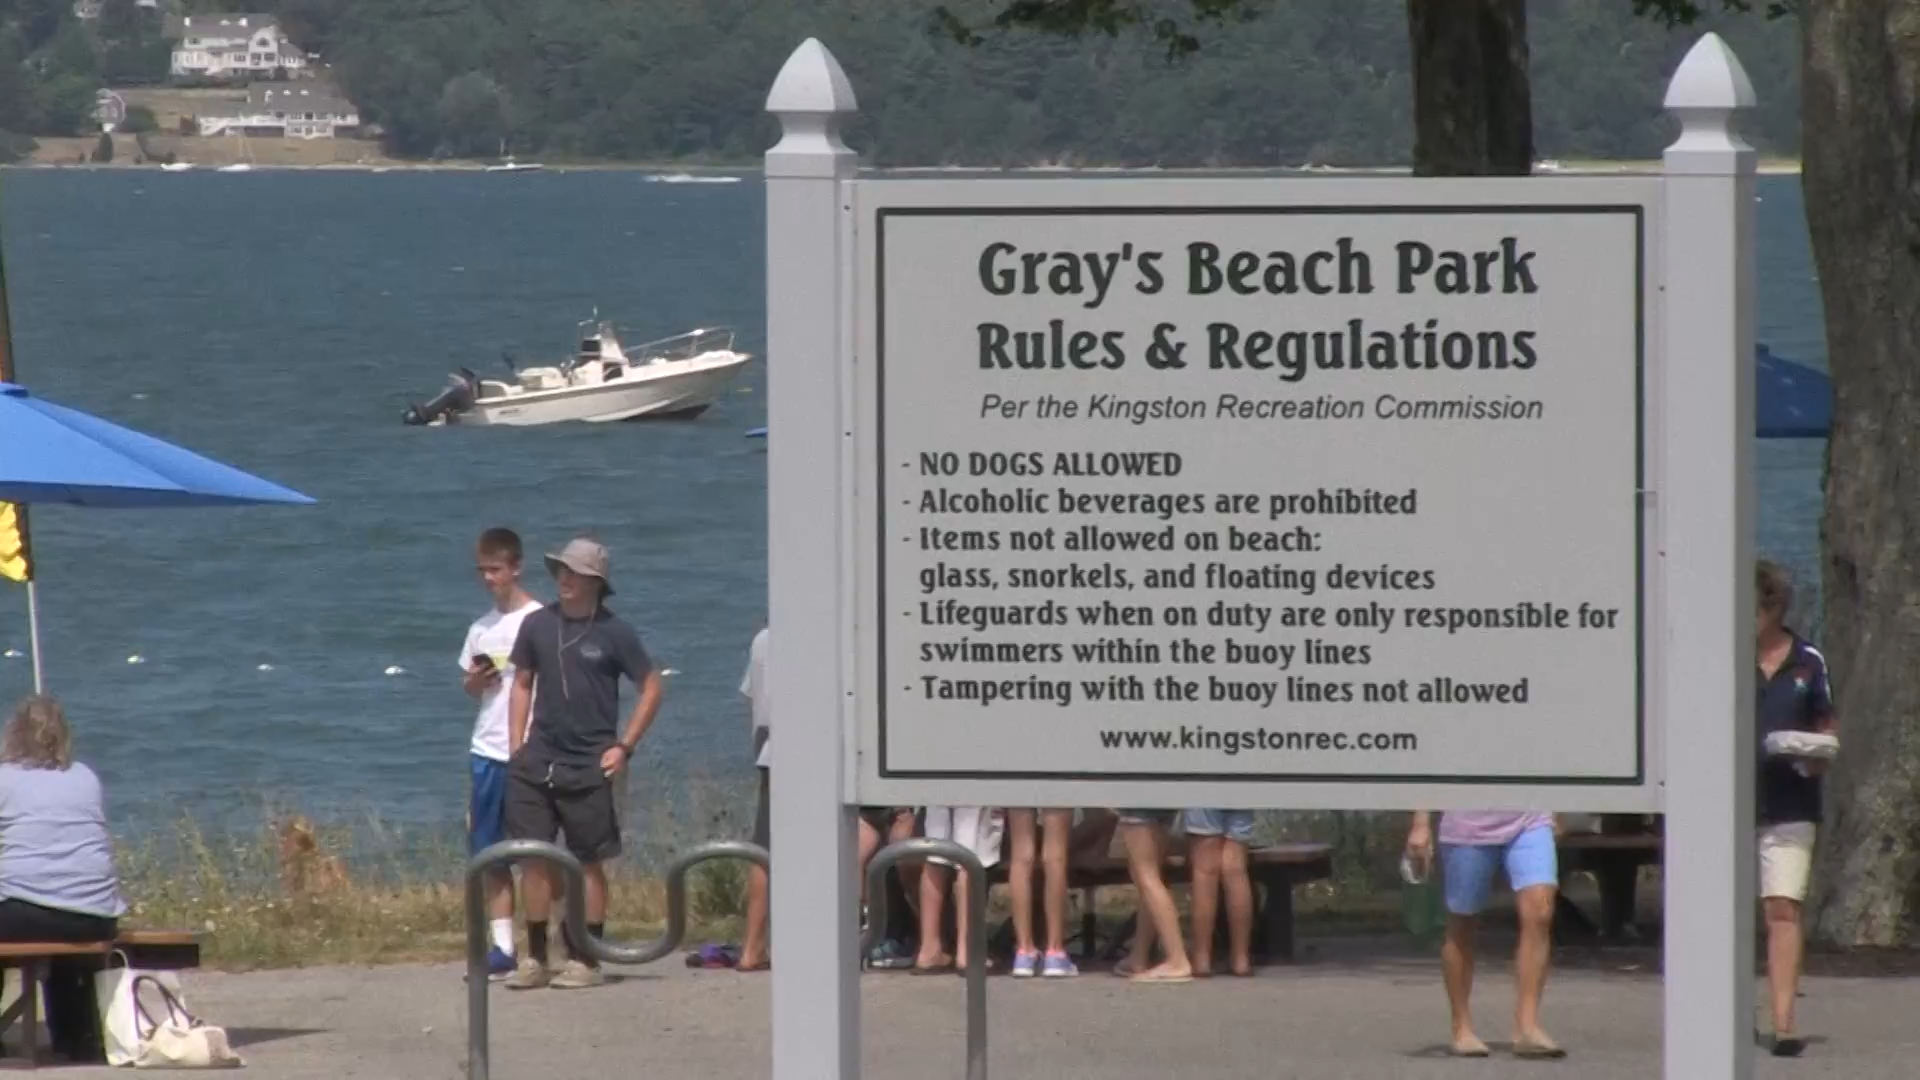 Gray's Beach Park
Rules & Regulations
Per the Kingston Recreation Commission
- NO DOGS ALLOWED
- Alcoholic beverages are prohibited
- Items not allowed on beach:
glass, snorkels, and floating devices
- Lifeguards when on duty are only responsible for
swimmers within the buoy lines
- Tampering with the buoy lines not allowed
www.kingstonrec.com